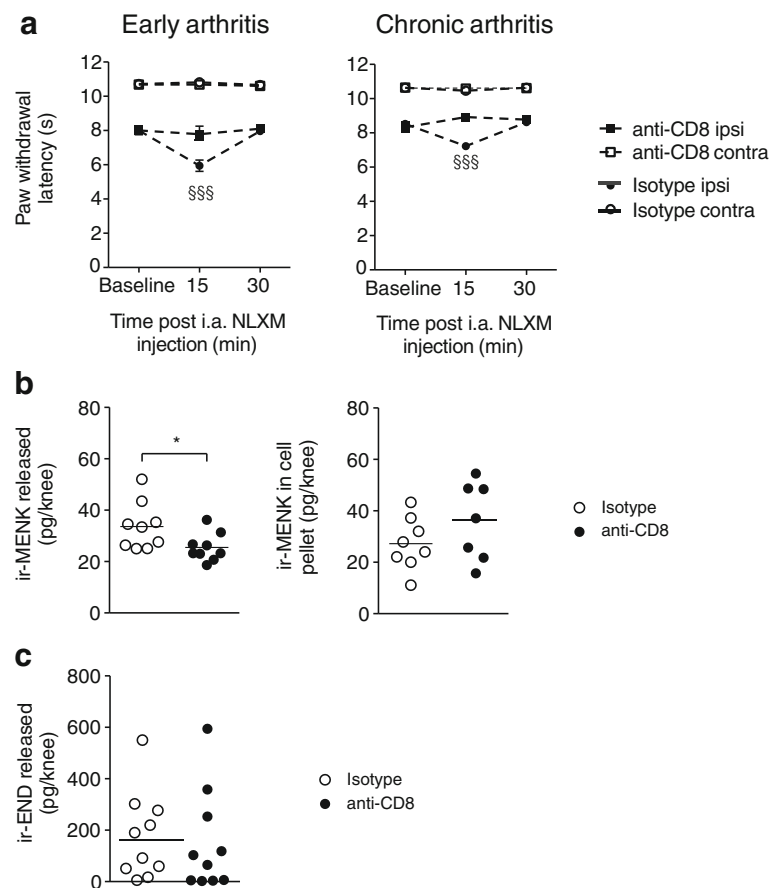 a
Early arthritis
Chronic arthritis
Paw withdrawal
latency (s)
12
10
8
6
4
2
0
§§§
Baseline 15 30
Time post i.a. NLXM
injection (min)
12
10
8
6
4
2
0
§§§
Baseline 15 30
Time post i.a. NLXM
injection (min)
anti-CD8 ipsi
anti-CD8 contra
Isotype ipsi
Isotype contra
b
ir-MENK released
(pg/knee)
80
60
40
20
0
*
ir-MENK in cell
pellet (pg/knee)
80
60
40
20
0
Isotype
anti-CD8
c
ir-END released
(pg/knee)
800
600
400
200
0
Isotype
anti-CD8